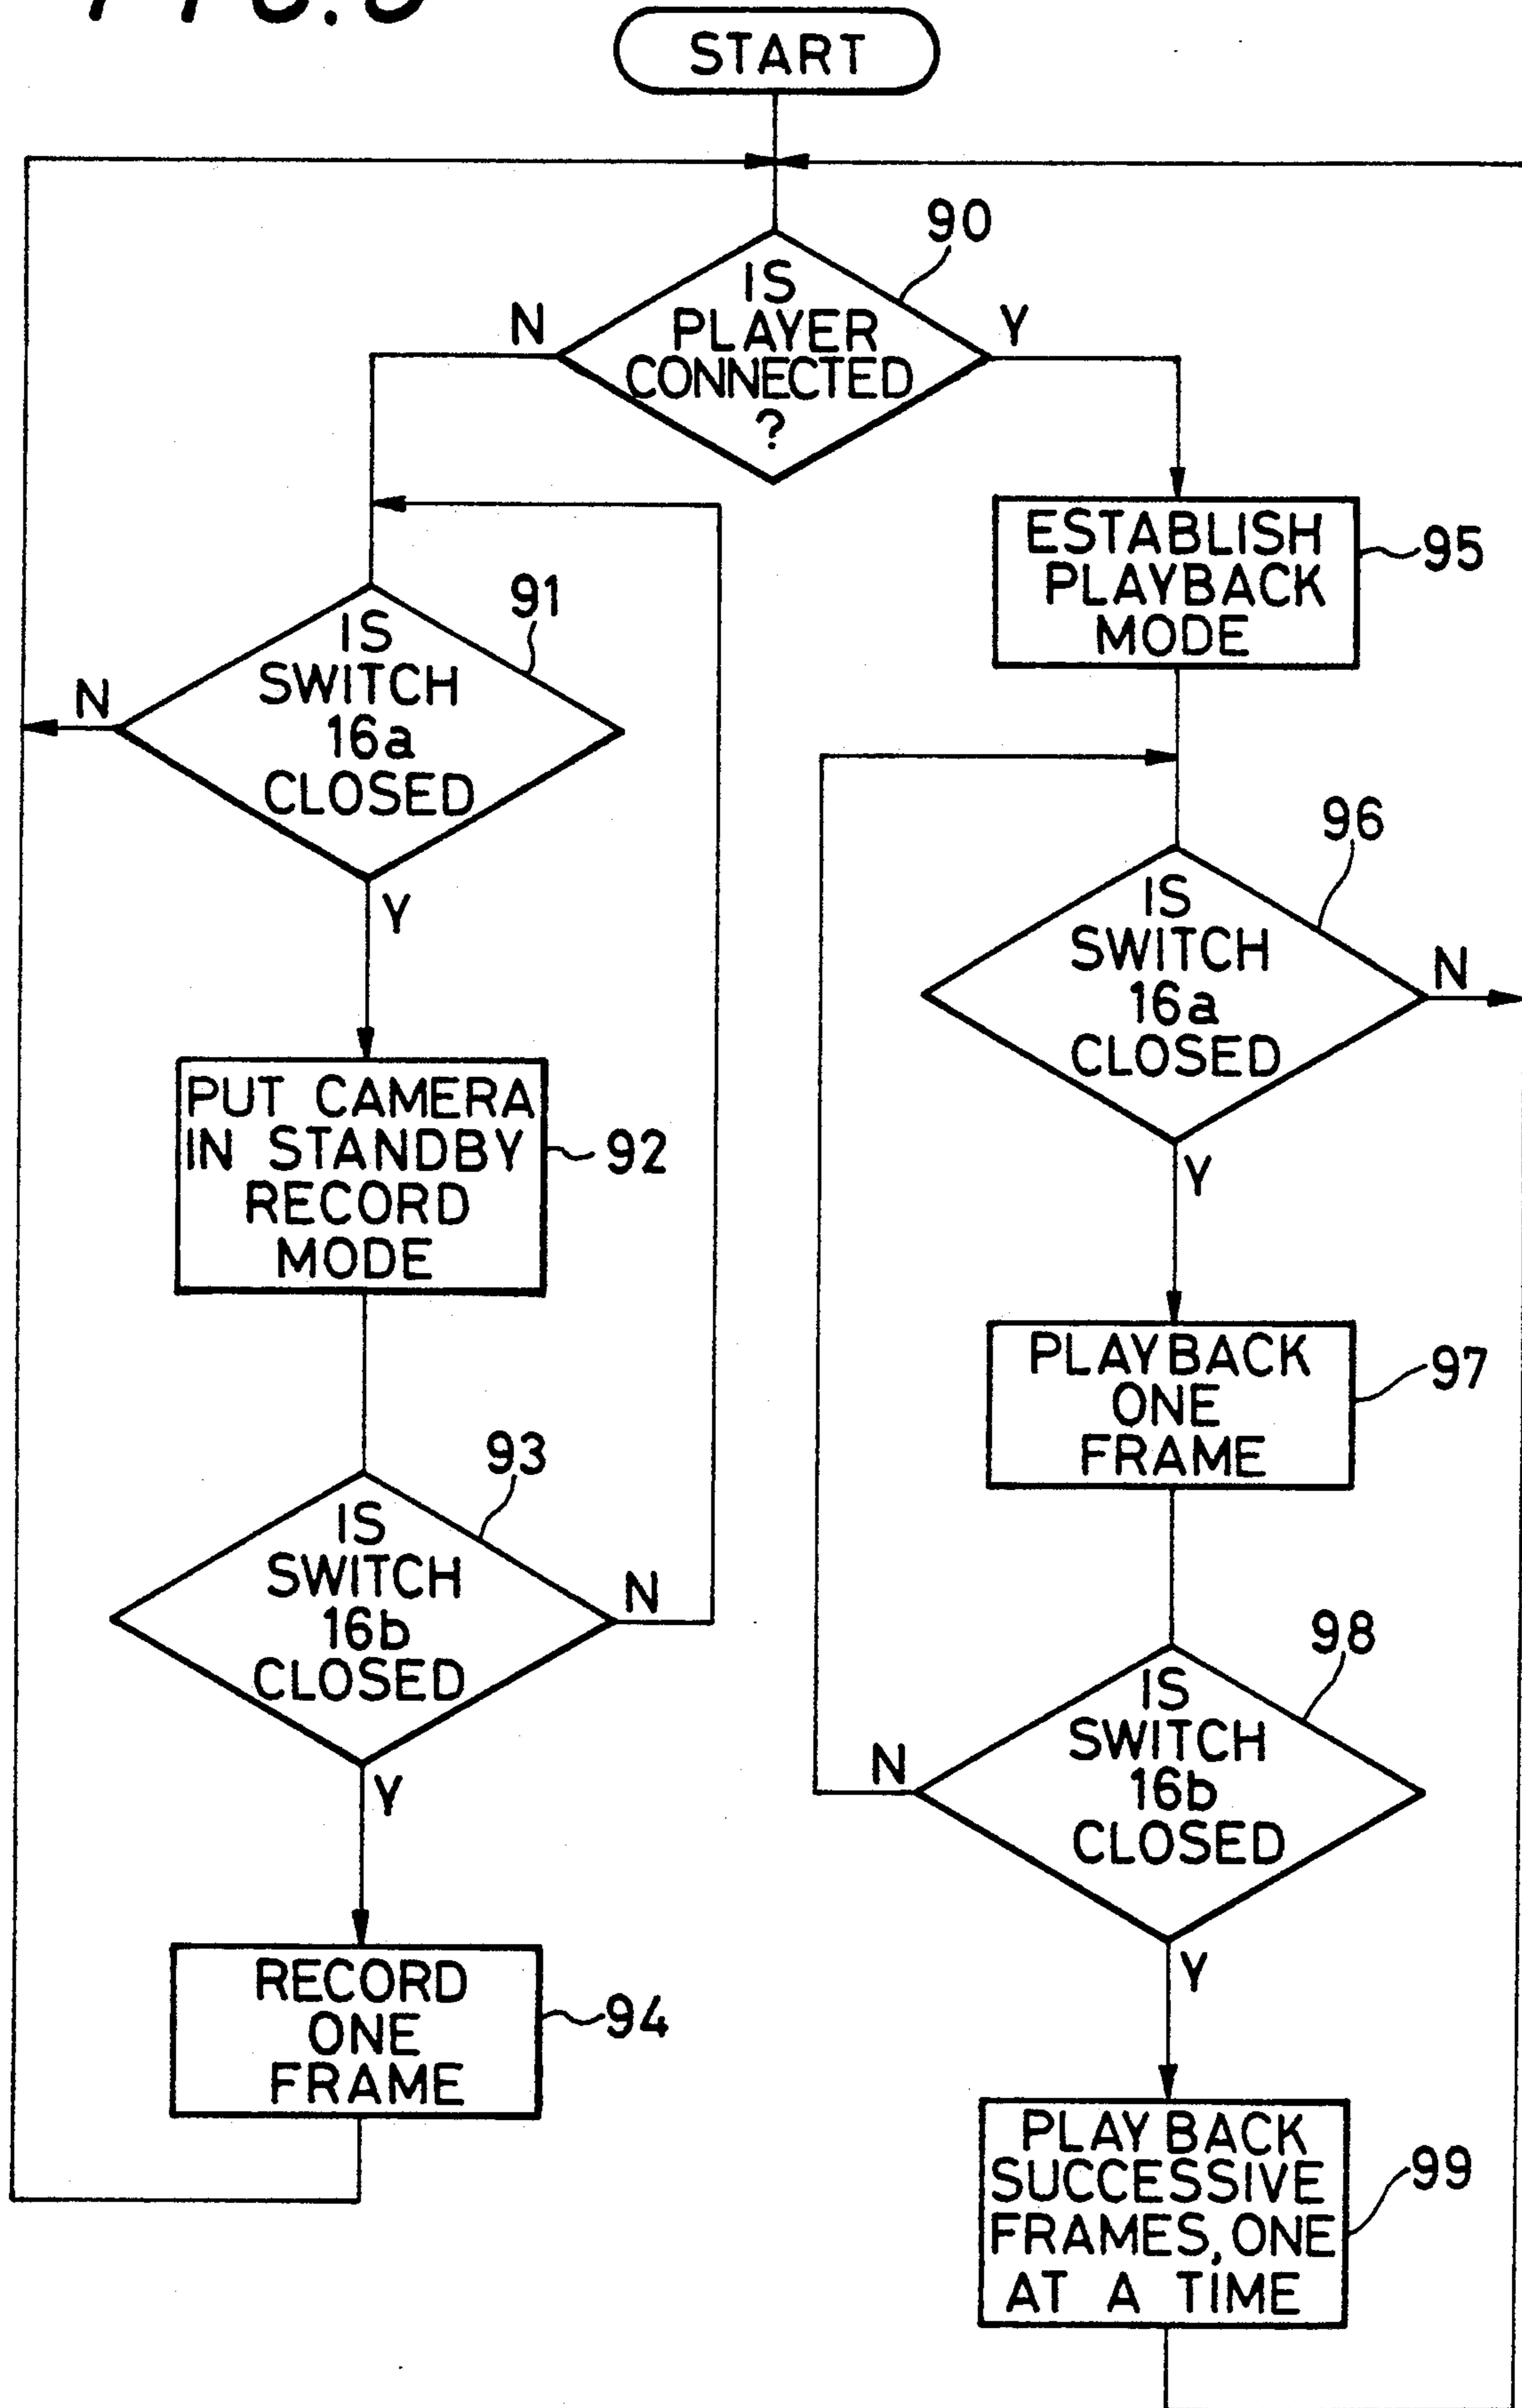 START
90
IS
PLAYER
CONNECTED
?
N
Y
ESTABLISH
PLAYBACK
MODE
95
91
IS
SWITCH
16a
CLOSED
N
Y
96
IS
SWITCH
16a
CLOSED
N
Y
PUT CAMERA
IN STANDBY
RECORD
MODE
92
PLAYBACK
ONE
FRAME
97
93
IS
SWITCH
16b
CLOSED
N
Y
98
IS
SWITCH
16b
CLOSED
N
Y
RECORD
ONE
FRAME
94
PLAY BACK
SUCCESSIVE
FRAMES, ONE
AT A TIME
99